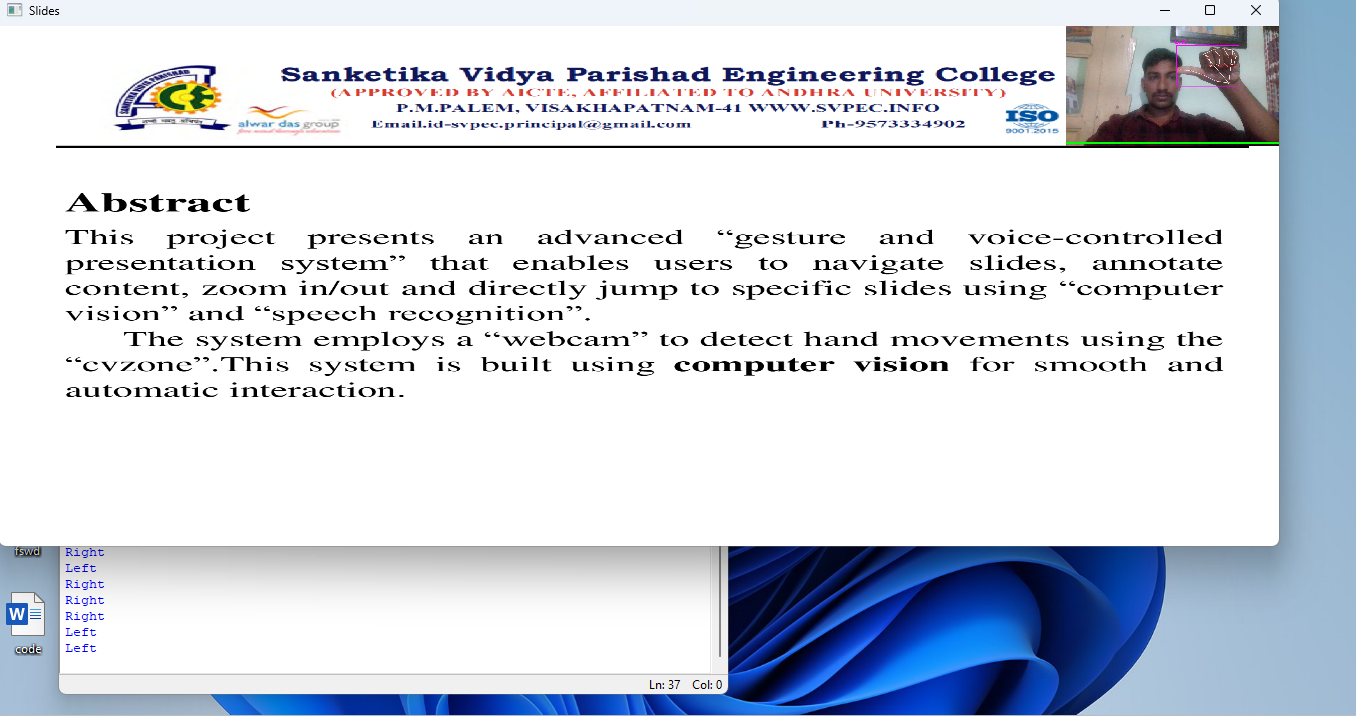 Slides
Sanketika Vidya Parishad Engineering College
(APPROVED BY AICTE, AFFILIATED TO ANDHRA UNIVERSITY)
P.M.PALEM, VISAKHAPATNAM-41 WWW.SVPEC.INFO
Email.id-svpec.principal@gmail.com Ph-9573334902
alwar das group
ISO
9001:2015
Abstract
This project presents an advanced “gesture and voice-controlled
presentation system” that enables users to navigate slides, annotate
content, zoom in/out and directly jump to specific slides using “computer
vision” and “speech recognition”.
The system employs a “webcam” to detect hand movements using the
“cvzone”.This system is built using computer vision for smooth and
automatic interaction.
fswd
Right
Left
Right
Right
Right
Left
Left
code
Ln: 37 Col: 0